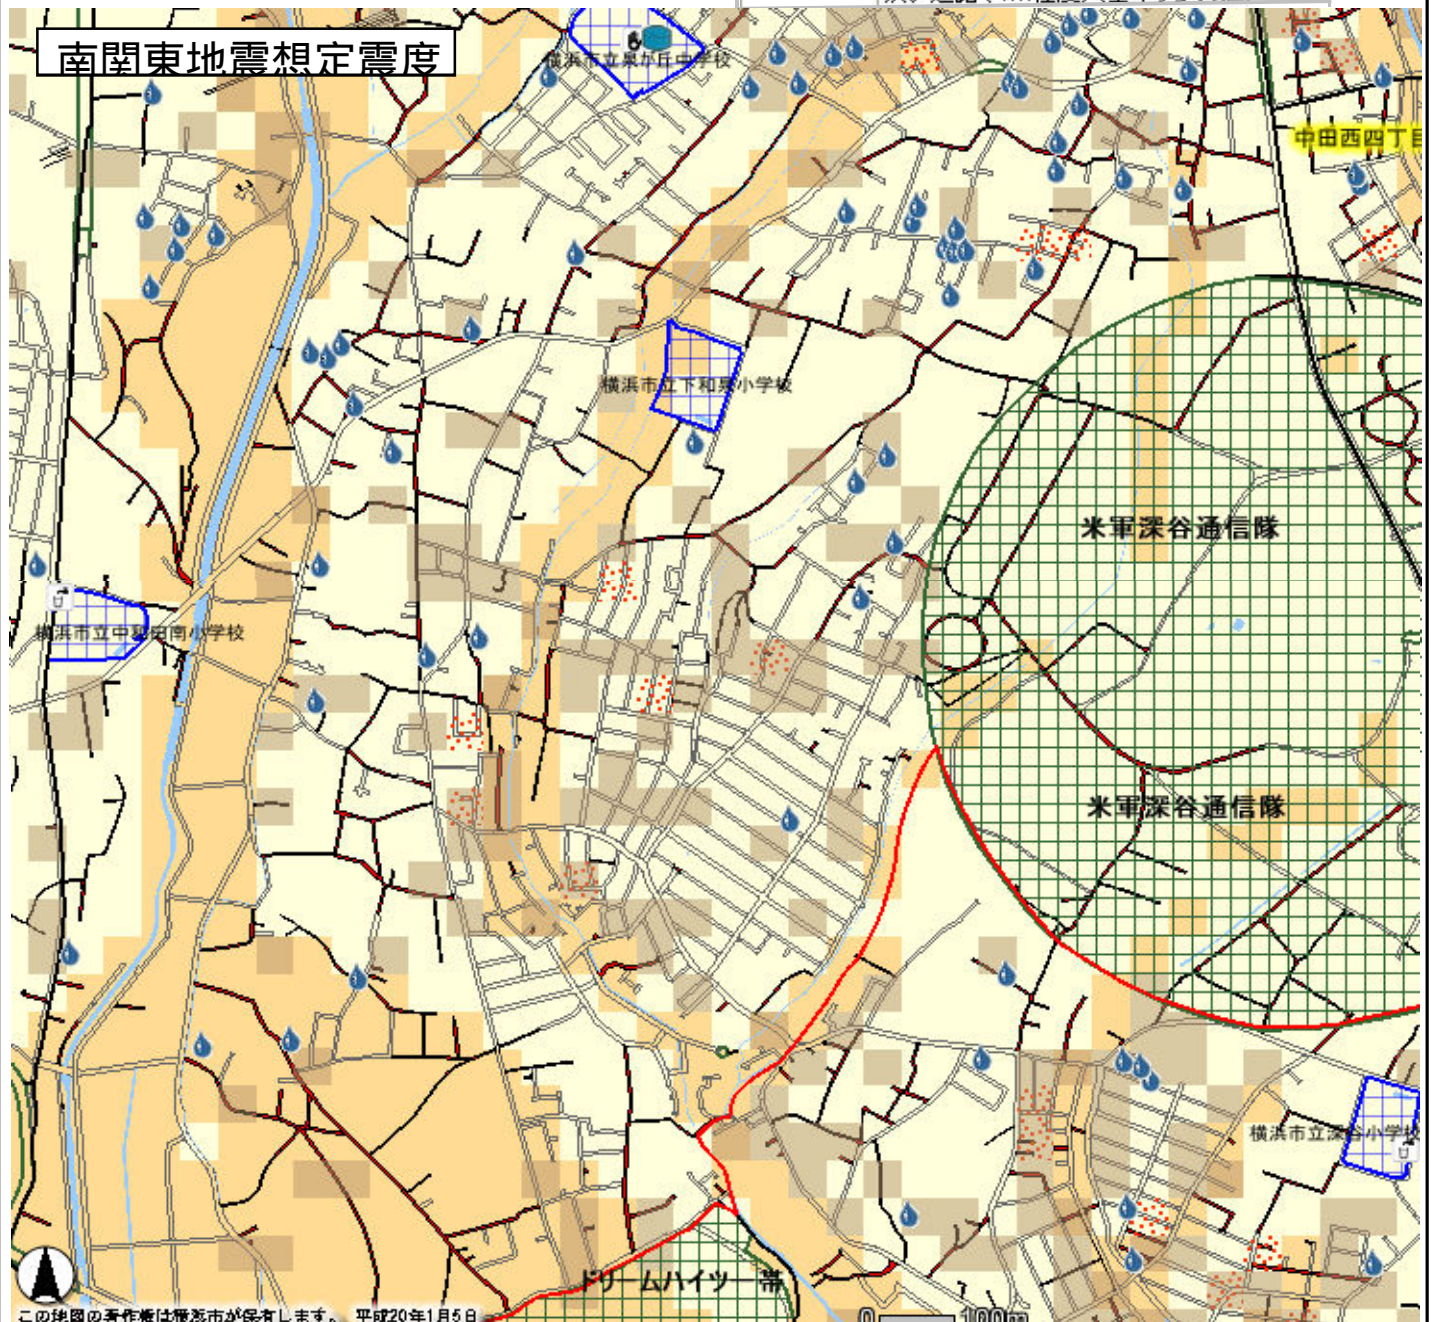 南関東地震想定震度
横浜市立泉が丘中学校
中田西四丁目
横浜市立下和泉小学校
米軍深谷通信隊
横浜市立中和田南小学校
米軍深谷通信隊
横浜市立深谷小学校
ドリームハイツ一帯
この地図の著作権は横浜市が保有します。 平成20年1月5日
0 100m